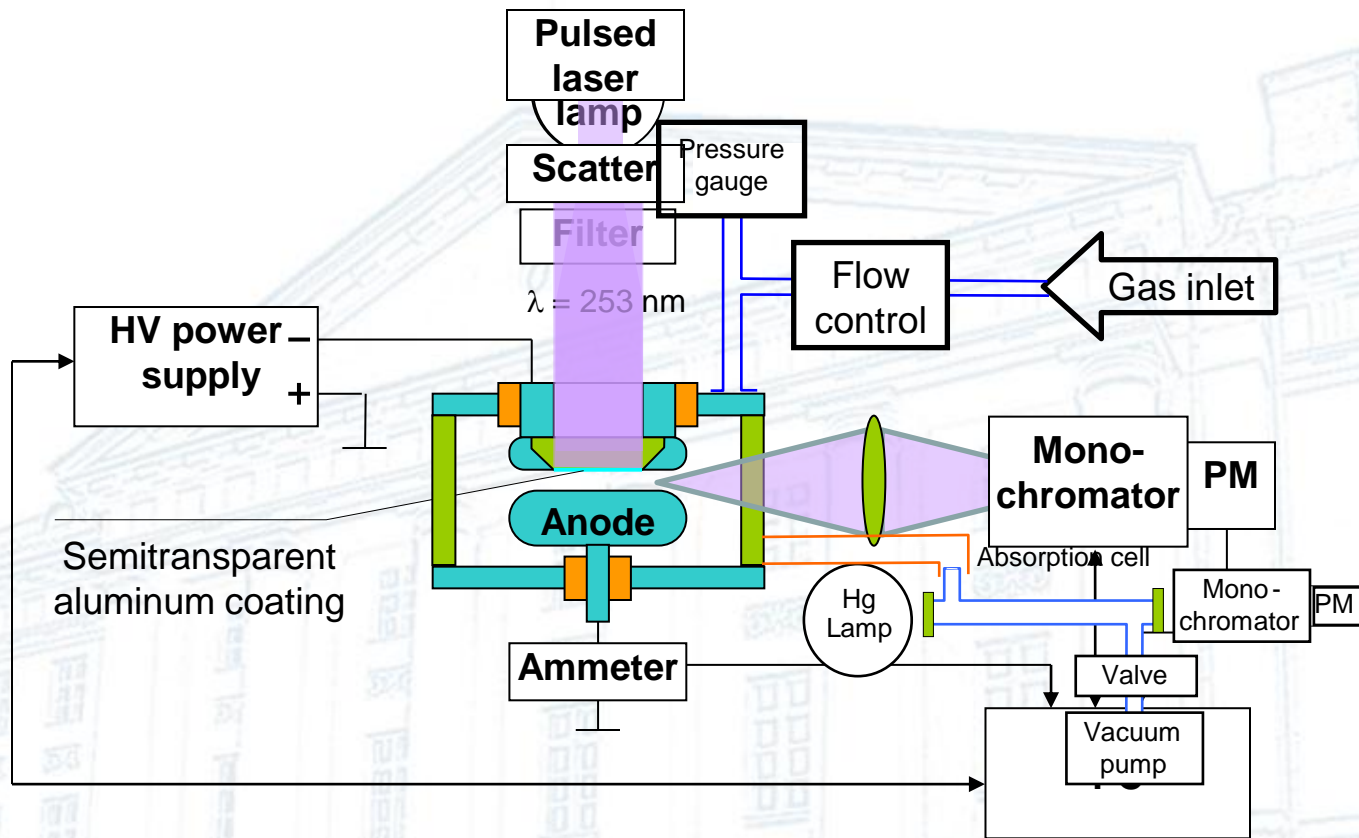 Pulsed
laser
lamp
Scatter
Pressure
gauge
Filter
λ = 253 nm
Flow
control
Gas inlet
HV power
supply
−
+
Mono-
chromator
PM
Anode
Semitransparent
aluminum coating
Absorption cell
Hg
Lamp
Mono-
chromator
PM
Ammeter
Valve
Vacuum
pump